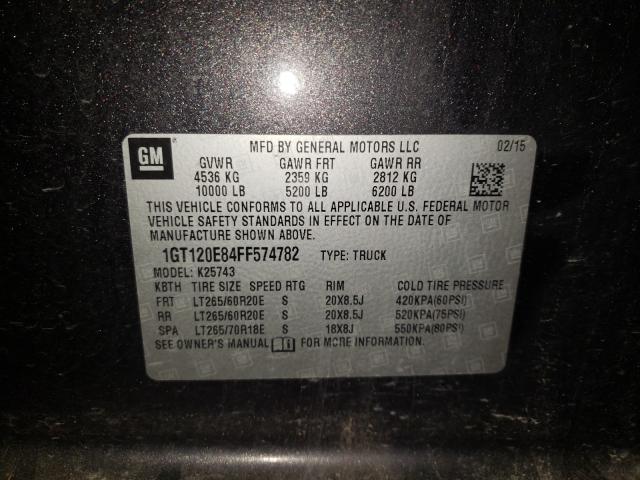 GM
MFD BY GENERAL MOTORS LLC 02/15
GVWR GAWR FRT GAWR RR
4536 KG 2359 KG 2812 KG
10000 LB 5200 LB 6200 LB
THIS VEHICLE CONFORMS TO ALL APPLICABLE U.S. FEDERAL MOTOR
VEHICLE SAFETY STANDARDS IN EFFECT ON THE DATE OF
MANUFACTURE SHOWN ABOVE.
1GT120E84FF574782 TYPE: TRUCK
MODEL: K25743
KBTH TIRE SIZE SPEED RTG RIM COLD TIRE PRESSURE
FRT LT265/60R20E S 20X8.5J 420KPA(60PSI)
RR LT265/60R20E S 20X8.5J 520KPA(75PSI)
SPA LT265/70R18E S 18X8J 550KPA(80PSI)
SEE OWNER'S MANUAL FOR MORE INFORMATION.